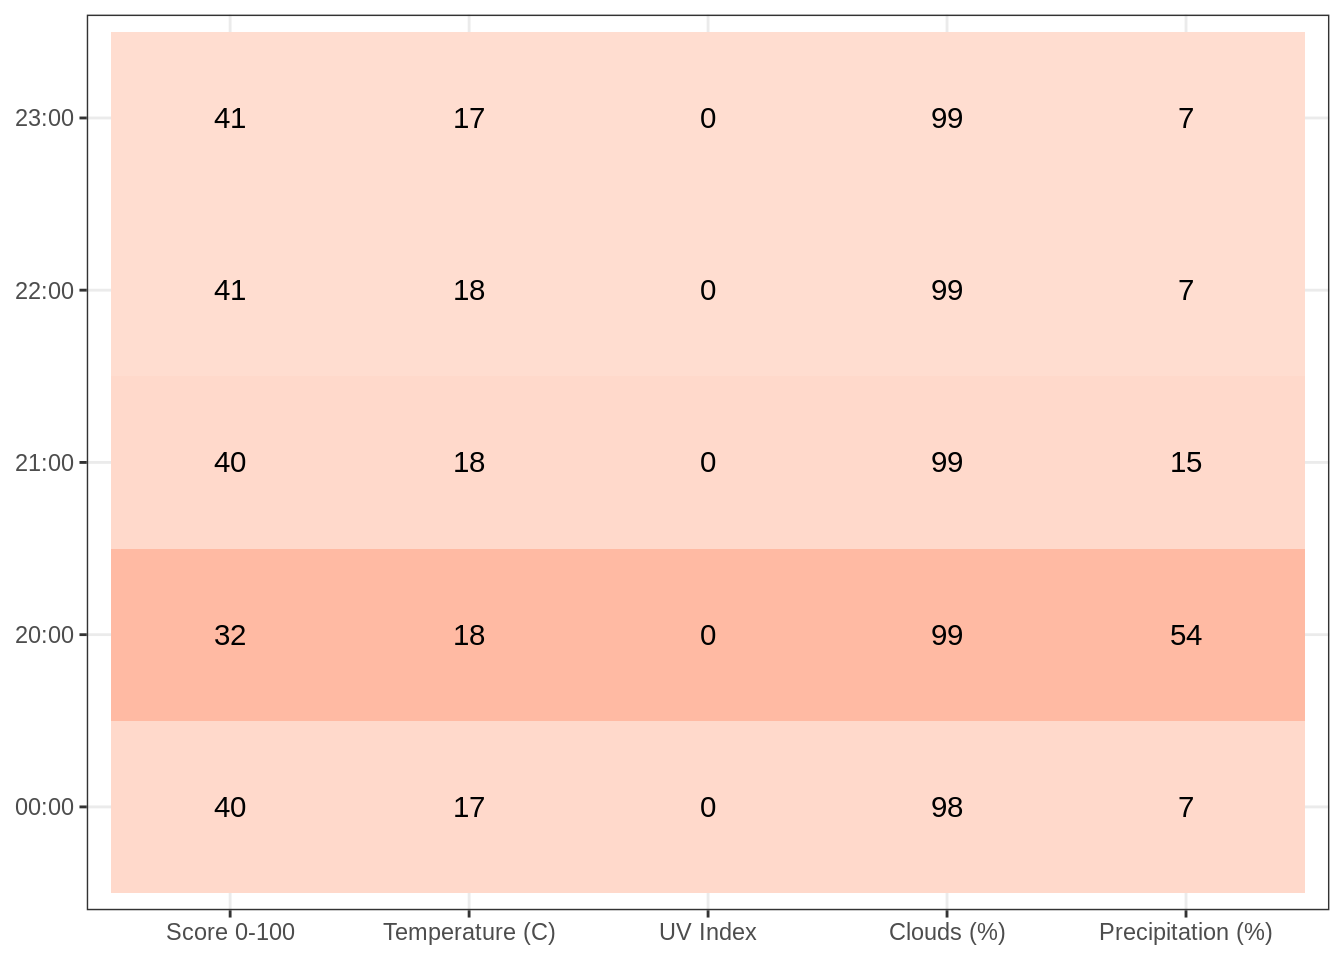 23:00 41 17 0 99 7
22:00 41 18 0 99 7
21:00 40 18 0 99 15
20:00 32 18 0 99 54
00:00 40 17 0 98 7
Score 0-100 Temperature (C) UV Index Clouds (%) Precipitation (%)